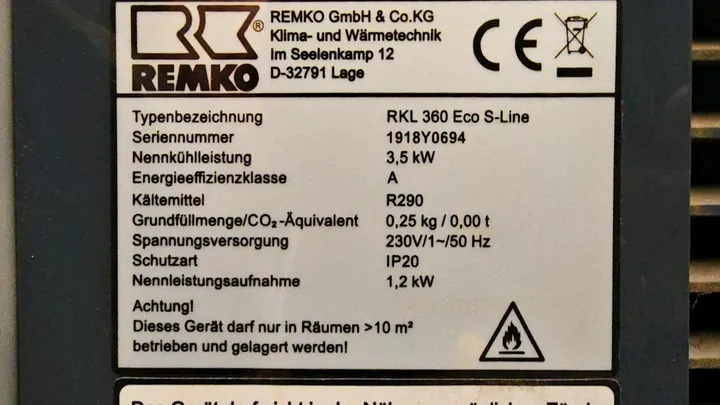 REMKO GmbH & Co.KG
Klima- und Wärmetechnik
Im Seelenkamp 12
D-32791 Lage
® REMKO
CE
Typenbezeichnung RKL 360 Eco S-Line
Seriennummer 1918Y0694
Nennkühlleistung 3,5 kW
Energieeffizienzklasse A
Kältemittel R290
Grundfüllmenge/CO₂-Äquivalent 0,25 kg / 0,00 t
Spannungsversorgung 230V/1~/50 Hz
Schutzart IP20
Nennleistungsaufnahme 1,2 kW
Achtung!
Dieses Gerät darf nur in Räumen >10 m²
betrieben und gelagert werden!